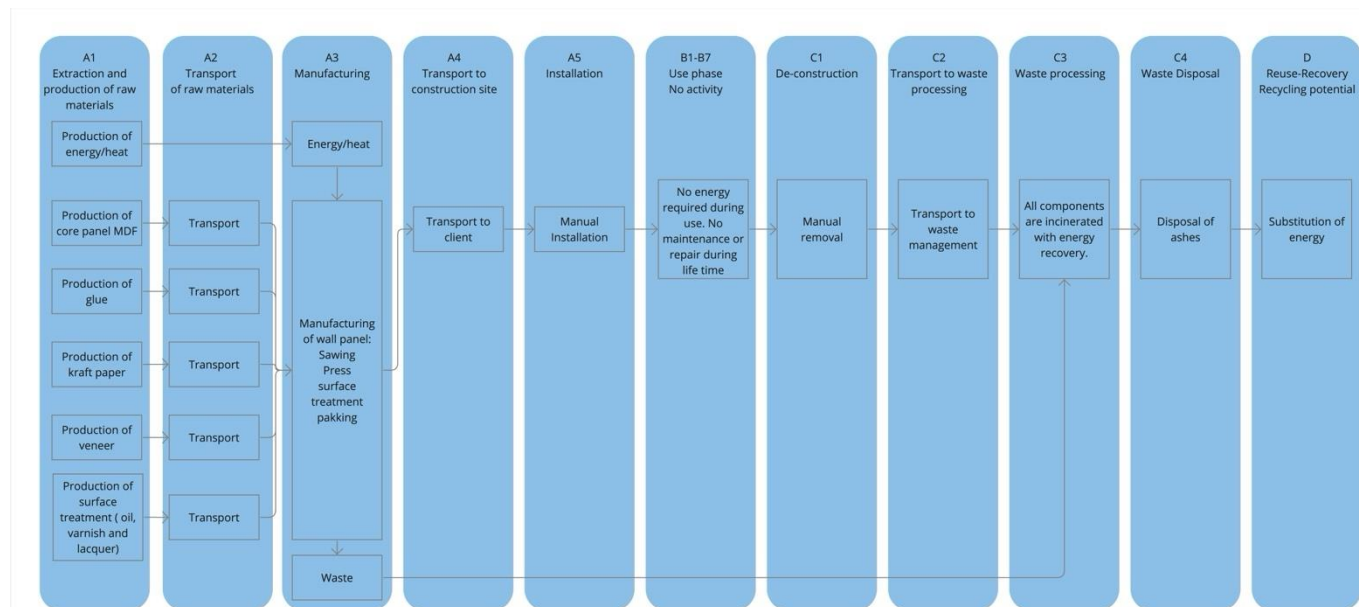 A1
Extraction and
production of raw
materials
A2
Transport
of raw materials
A3
Manufacturing
A4
Transport to
construction site
A5
Installation
B1-B7
Use phase
No activity
C1
De-construction
C2
Transport to waste
processing
C3
Waste processing
C4
Waste Disposal
D
Reuse-Recovery
Recycling potential
Production of
energy/heat
Energy/heat
Production of
core panel MDF
Transport
Production of
glue
Transport
Production of
kraft paper
Transport
Production of
veneer
Transport
Production of
surface
treatment ( oil,
varnish and
lacquer)
Transport
Manufacturing
of wall panel:
Sawing
Press
surface
treatment
pakking
Waste
Transport to
client
Manual
Installation
No energy
required during
use. No
maintenance or
repair during
life time
Manual
removal
Transport to
waste
management
All components
are incinerated
with energy
recovery.
Disposal of
ashes
Substitution of
energy